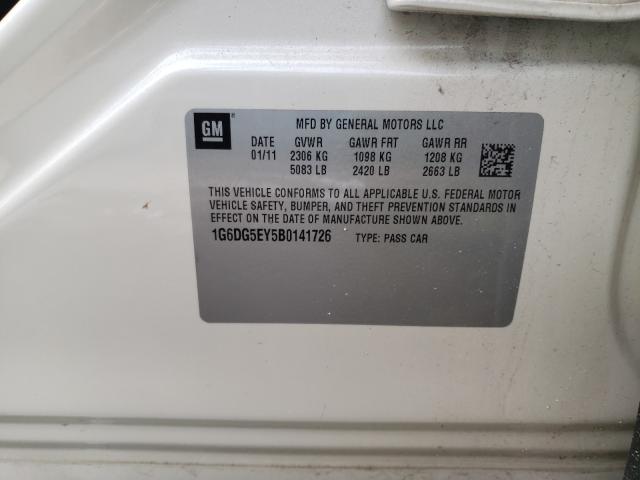 GM MFD BY GENERAL MOTORS LLC
DATE GVWR GAWR FRT GAWR RR
01/11 2306 KG 1098 KG 1208 KG
5083 LB 2420 LB 2663 LB
THIS VEHICLE CONFORMS TO ALL APPLICABLE U.S. FEDERAL MOTOR
VEHICLE SAFETY, BUMPER, AND THEFT PREVENTION STANDARDS IN
EFFECT ON THE DATE OF MANUFACTURE SHOWN ABOVE.
1G6DG5EY5B0141726 TYPE: PASS CAR